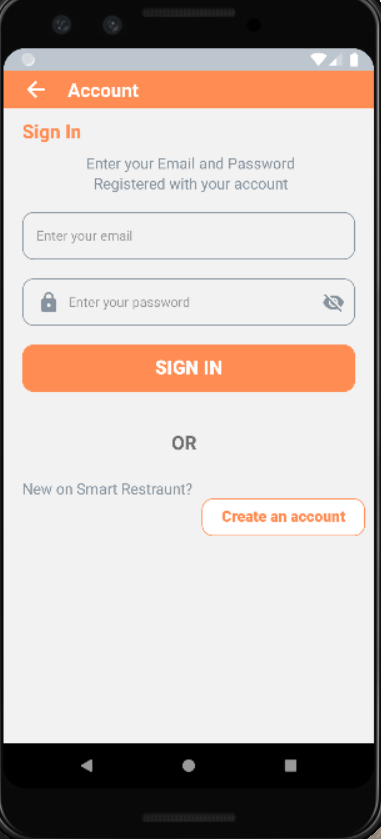 Account
Sign In
Enter your Email and Password
Registered with your account
Enter your email
Enter your password
SIGN IN
OR
New on Smart Restraunt?
Create an account